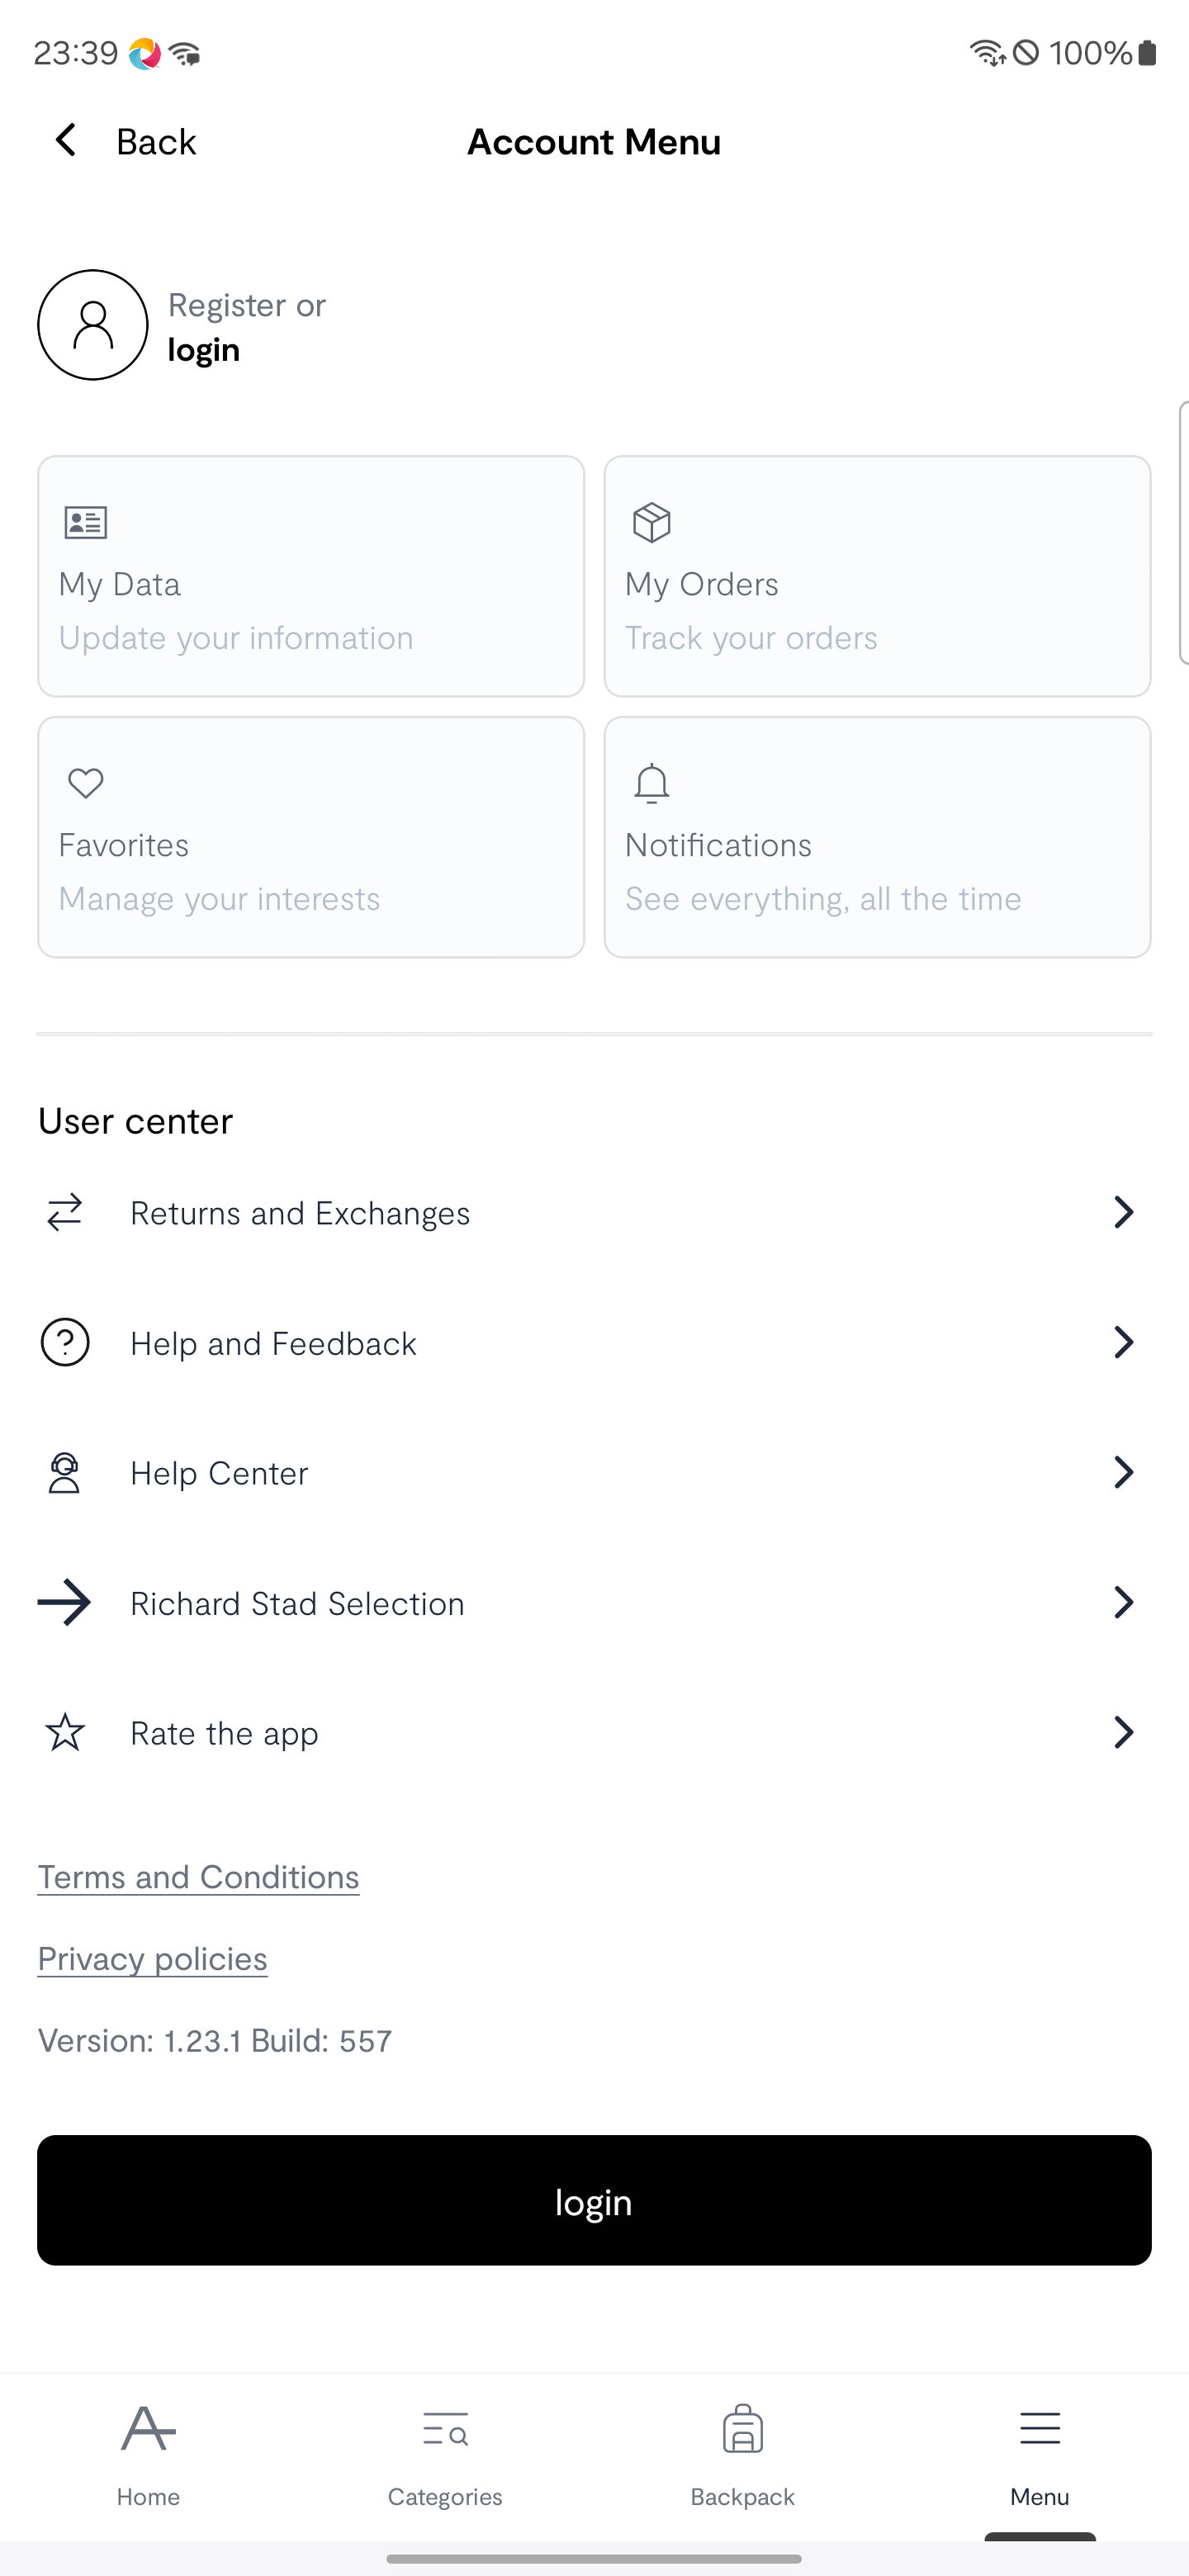 23:39
100%
Back
Account Menu
Register or
login
My Data
Update your information
My Orders
Track your orders
Favorites
Manage your interests
Notifications
See everything, all the time
User center
Returns and Exchanges
Help and Feedback
Help Center
Richard Stad Selection
Rate the app
Terms and Conditions
Privacy policies
Version: 1.23.1 Build: 557
login
Home
Categories
Backpack
Menu